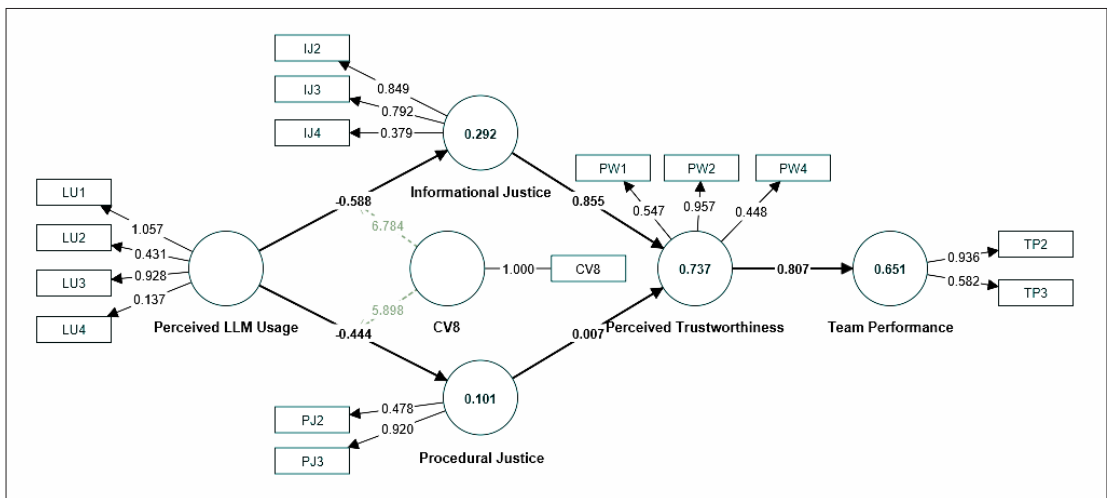 IJ2
0.849
IJ3
0.792
IJ4
0.379
0.292
Informational Justice
PW1
PW2
PW4
0.547
0.957
0.448
LU1
1.057
LU2
0.431
LU3
0.928
LU4
0.137
Perceived LLM Usage
-0.588
6.784
0.855
CV8
1.000
CV8
5.898
-0.444
0.737
Perceived Trustworthiness
0.807
0.651
Team Performance
TP2
0.936
TP3
0.582
0.007
0.101
Procedural Justice
PJ2
0.478
PJ3
0.920